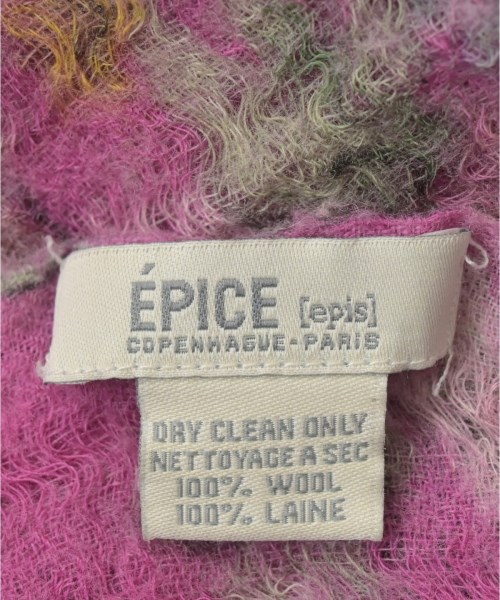 ÉPICE [epis]
COPENHAGUE-PARIS
DRY CLEAN ONLY
NETTOYAGE A SEC
100% WOOL
100% LAINE